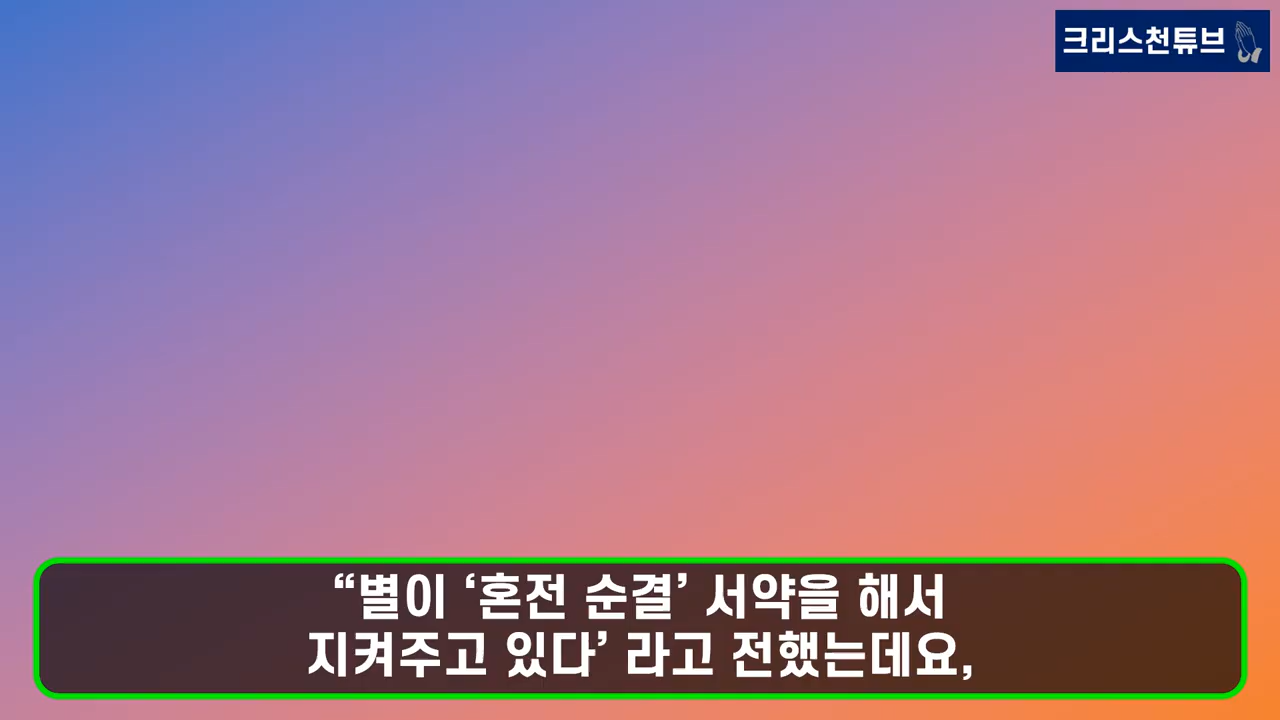 크리스천튜브
“별이 ‘혼전 순결’ 서약을 해서
지켜주고 있다’ 라고 전했는데요,